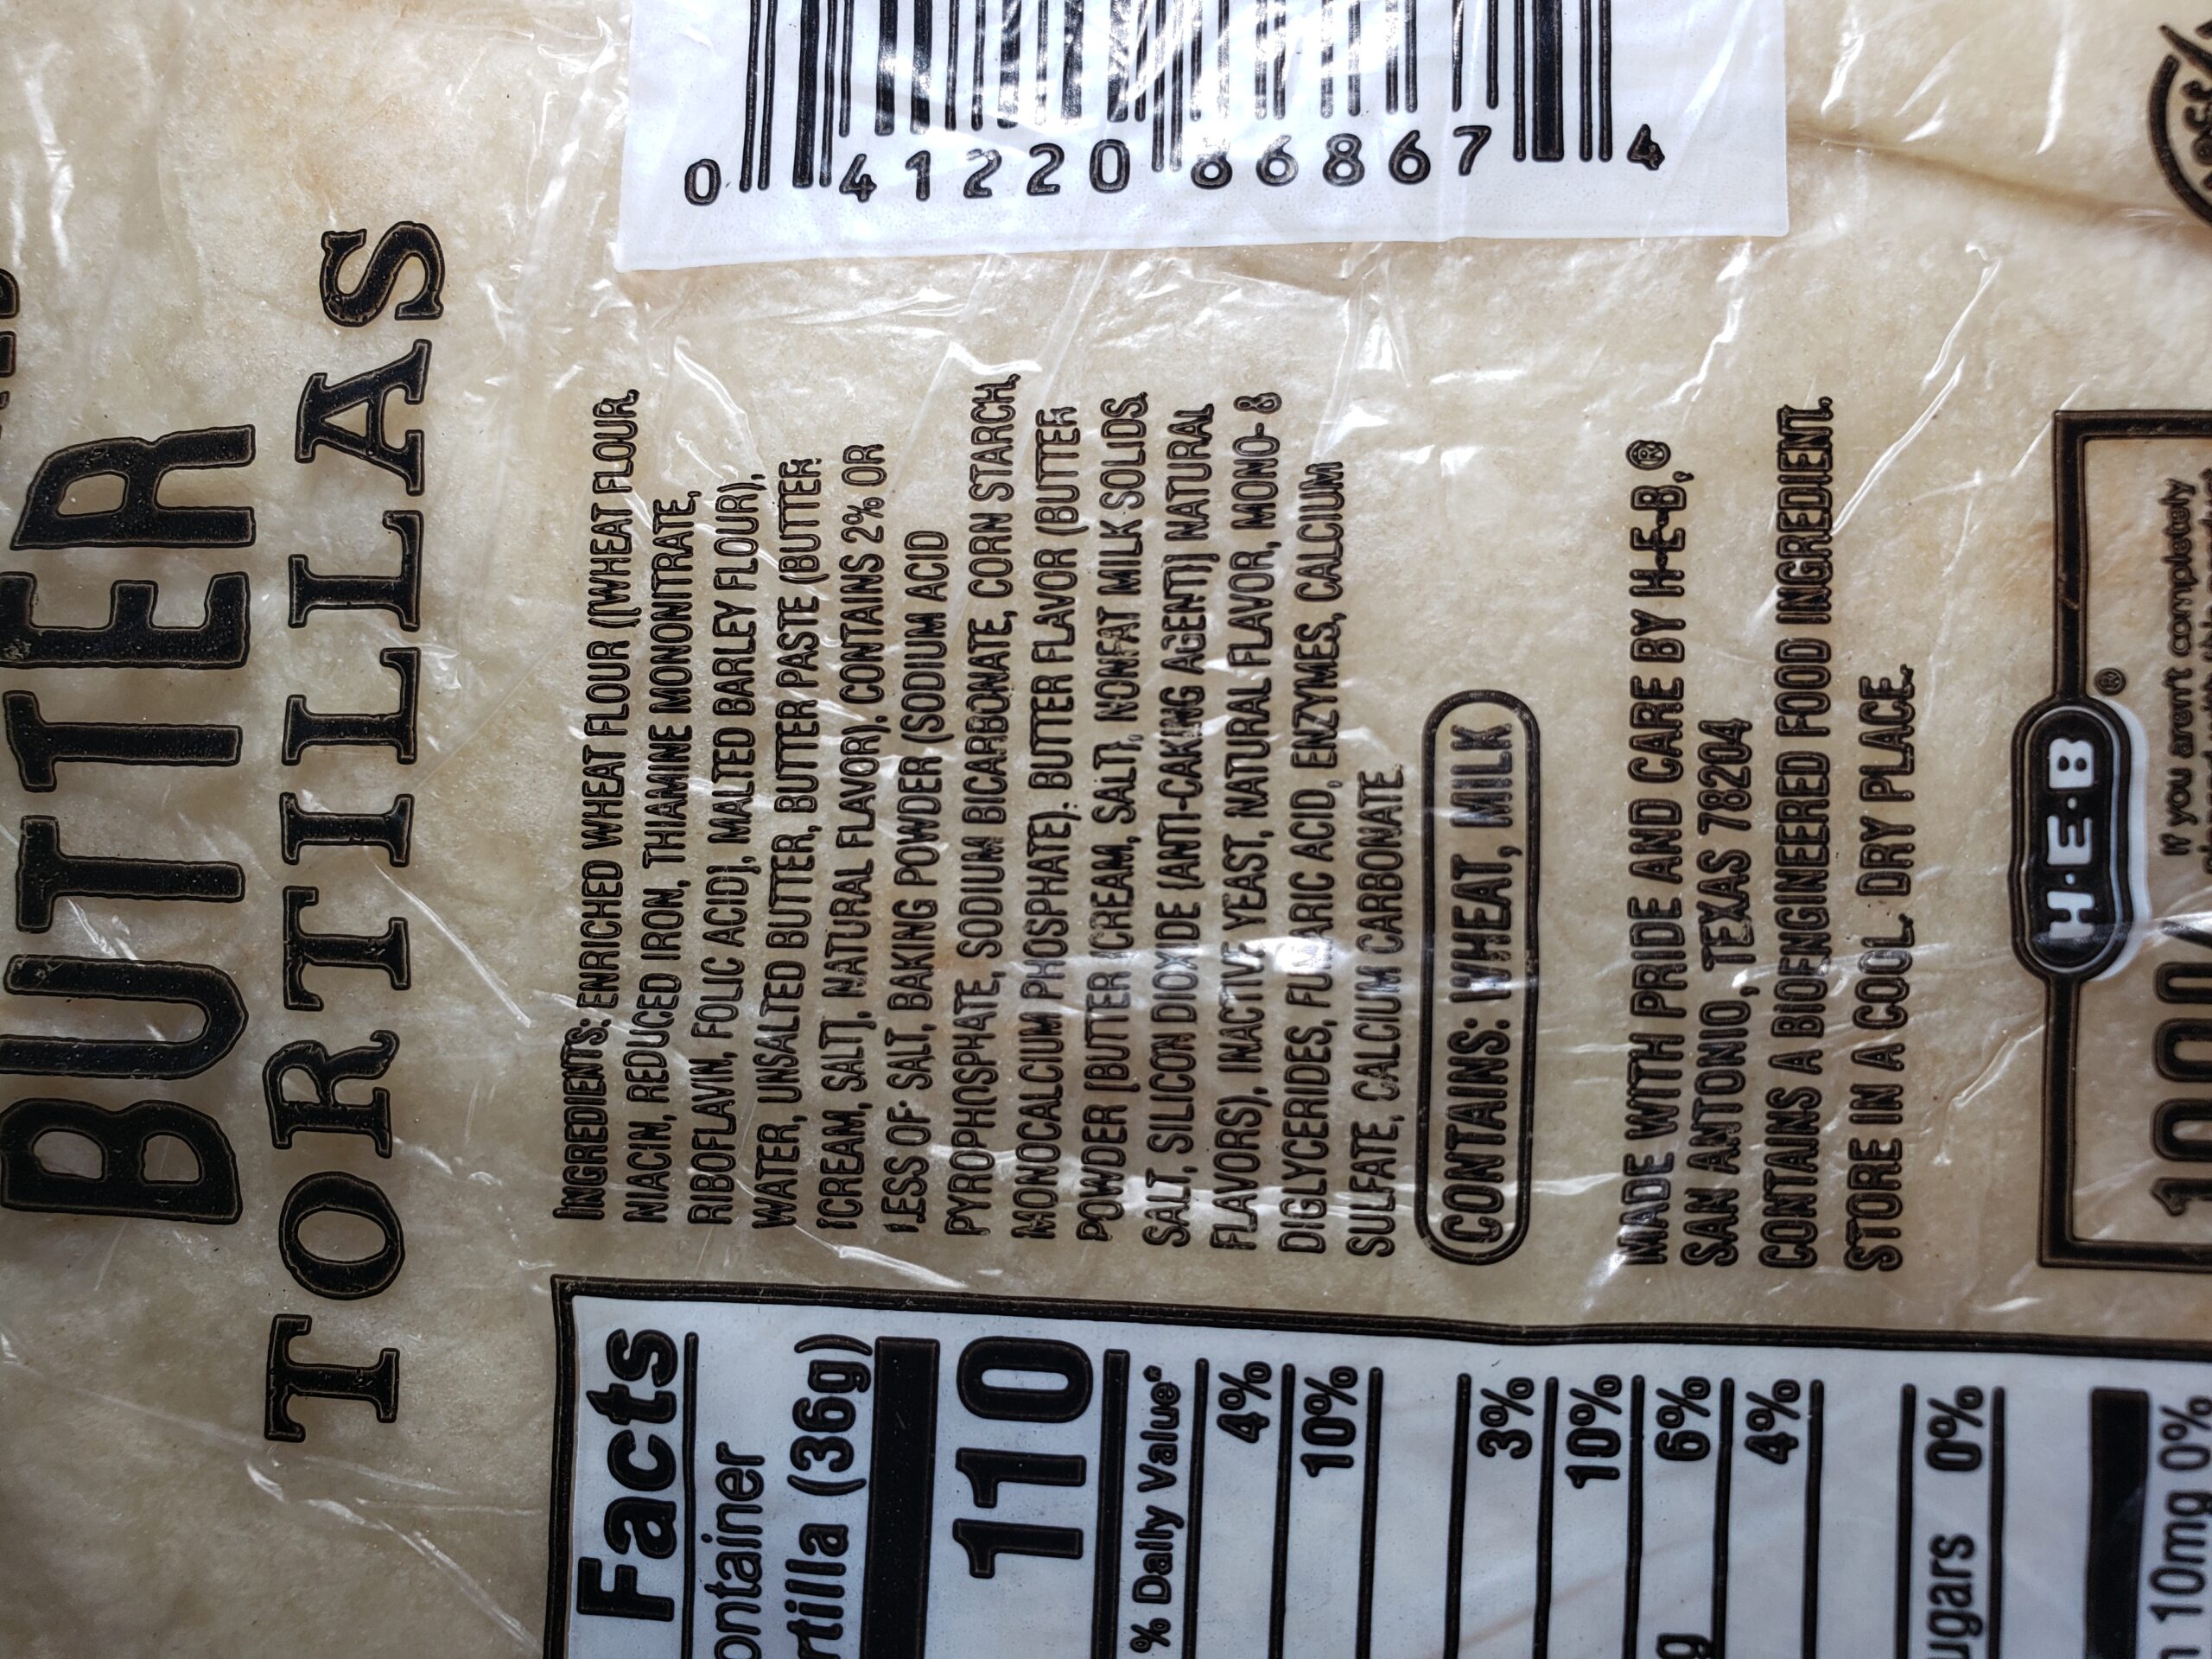 BUTTER
TORTILLAS
0 41220 86867 4
INGREDIENTS: ENRICHED WHEAT FLOUR ([WHEAT FLOUR,
NIACIN, REDUCED IRON, THIAMINE MONONITRATE,
RIBOFLAVIN, FOLIC ACID], MALTED BARLEY FLOUR),
WATER, UNSALTED BUTTER, BUTTER PASTE (BUTTER
[CREAM, SALT], NATURAL FLAVOR), CONTAINS 2% OR
LESS OF: SALT, BAKING POWDER (SODIUM ACID
PYROPHOSPHATE, SODIUM BICARBONATE, CORN STARCH,
MONOCALCIUM PHOSPHATE), BUTTER FLAVOR (BUTTER
POWDER [BUTTER (CREAM, SALT), NONFAT MILK SOLIDS,
SALT, SILICON DIOXIDE (ANTI-CAKING AGENT)] NATURAL
FLAVORS), INACTIVE YEAST, NATURAL FLAVOR, MONO- &
DIGLYCERIDES, FUMARIC ACID, ENZYMES, CALCIUM
SULFATE, CALCIUM CARBONATE.
CONTAINS: WHEAT, MILK
MADE WITH PRIDE AND CARE BY H-E-B,®
SAN ANTONIO, TEXAS 78204
CONTAINS A BIOENGINEERED FOOD INGREDIENT.
STORE IN A COOL, DRY PLACE.
H·E·B®
If you aren't completely
Facts
ontainer
rtilla (36g)
110
% Daily Value*
4%
10%
3%
10%
6%
g 4%
ugars 0%
10mg 0%